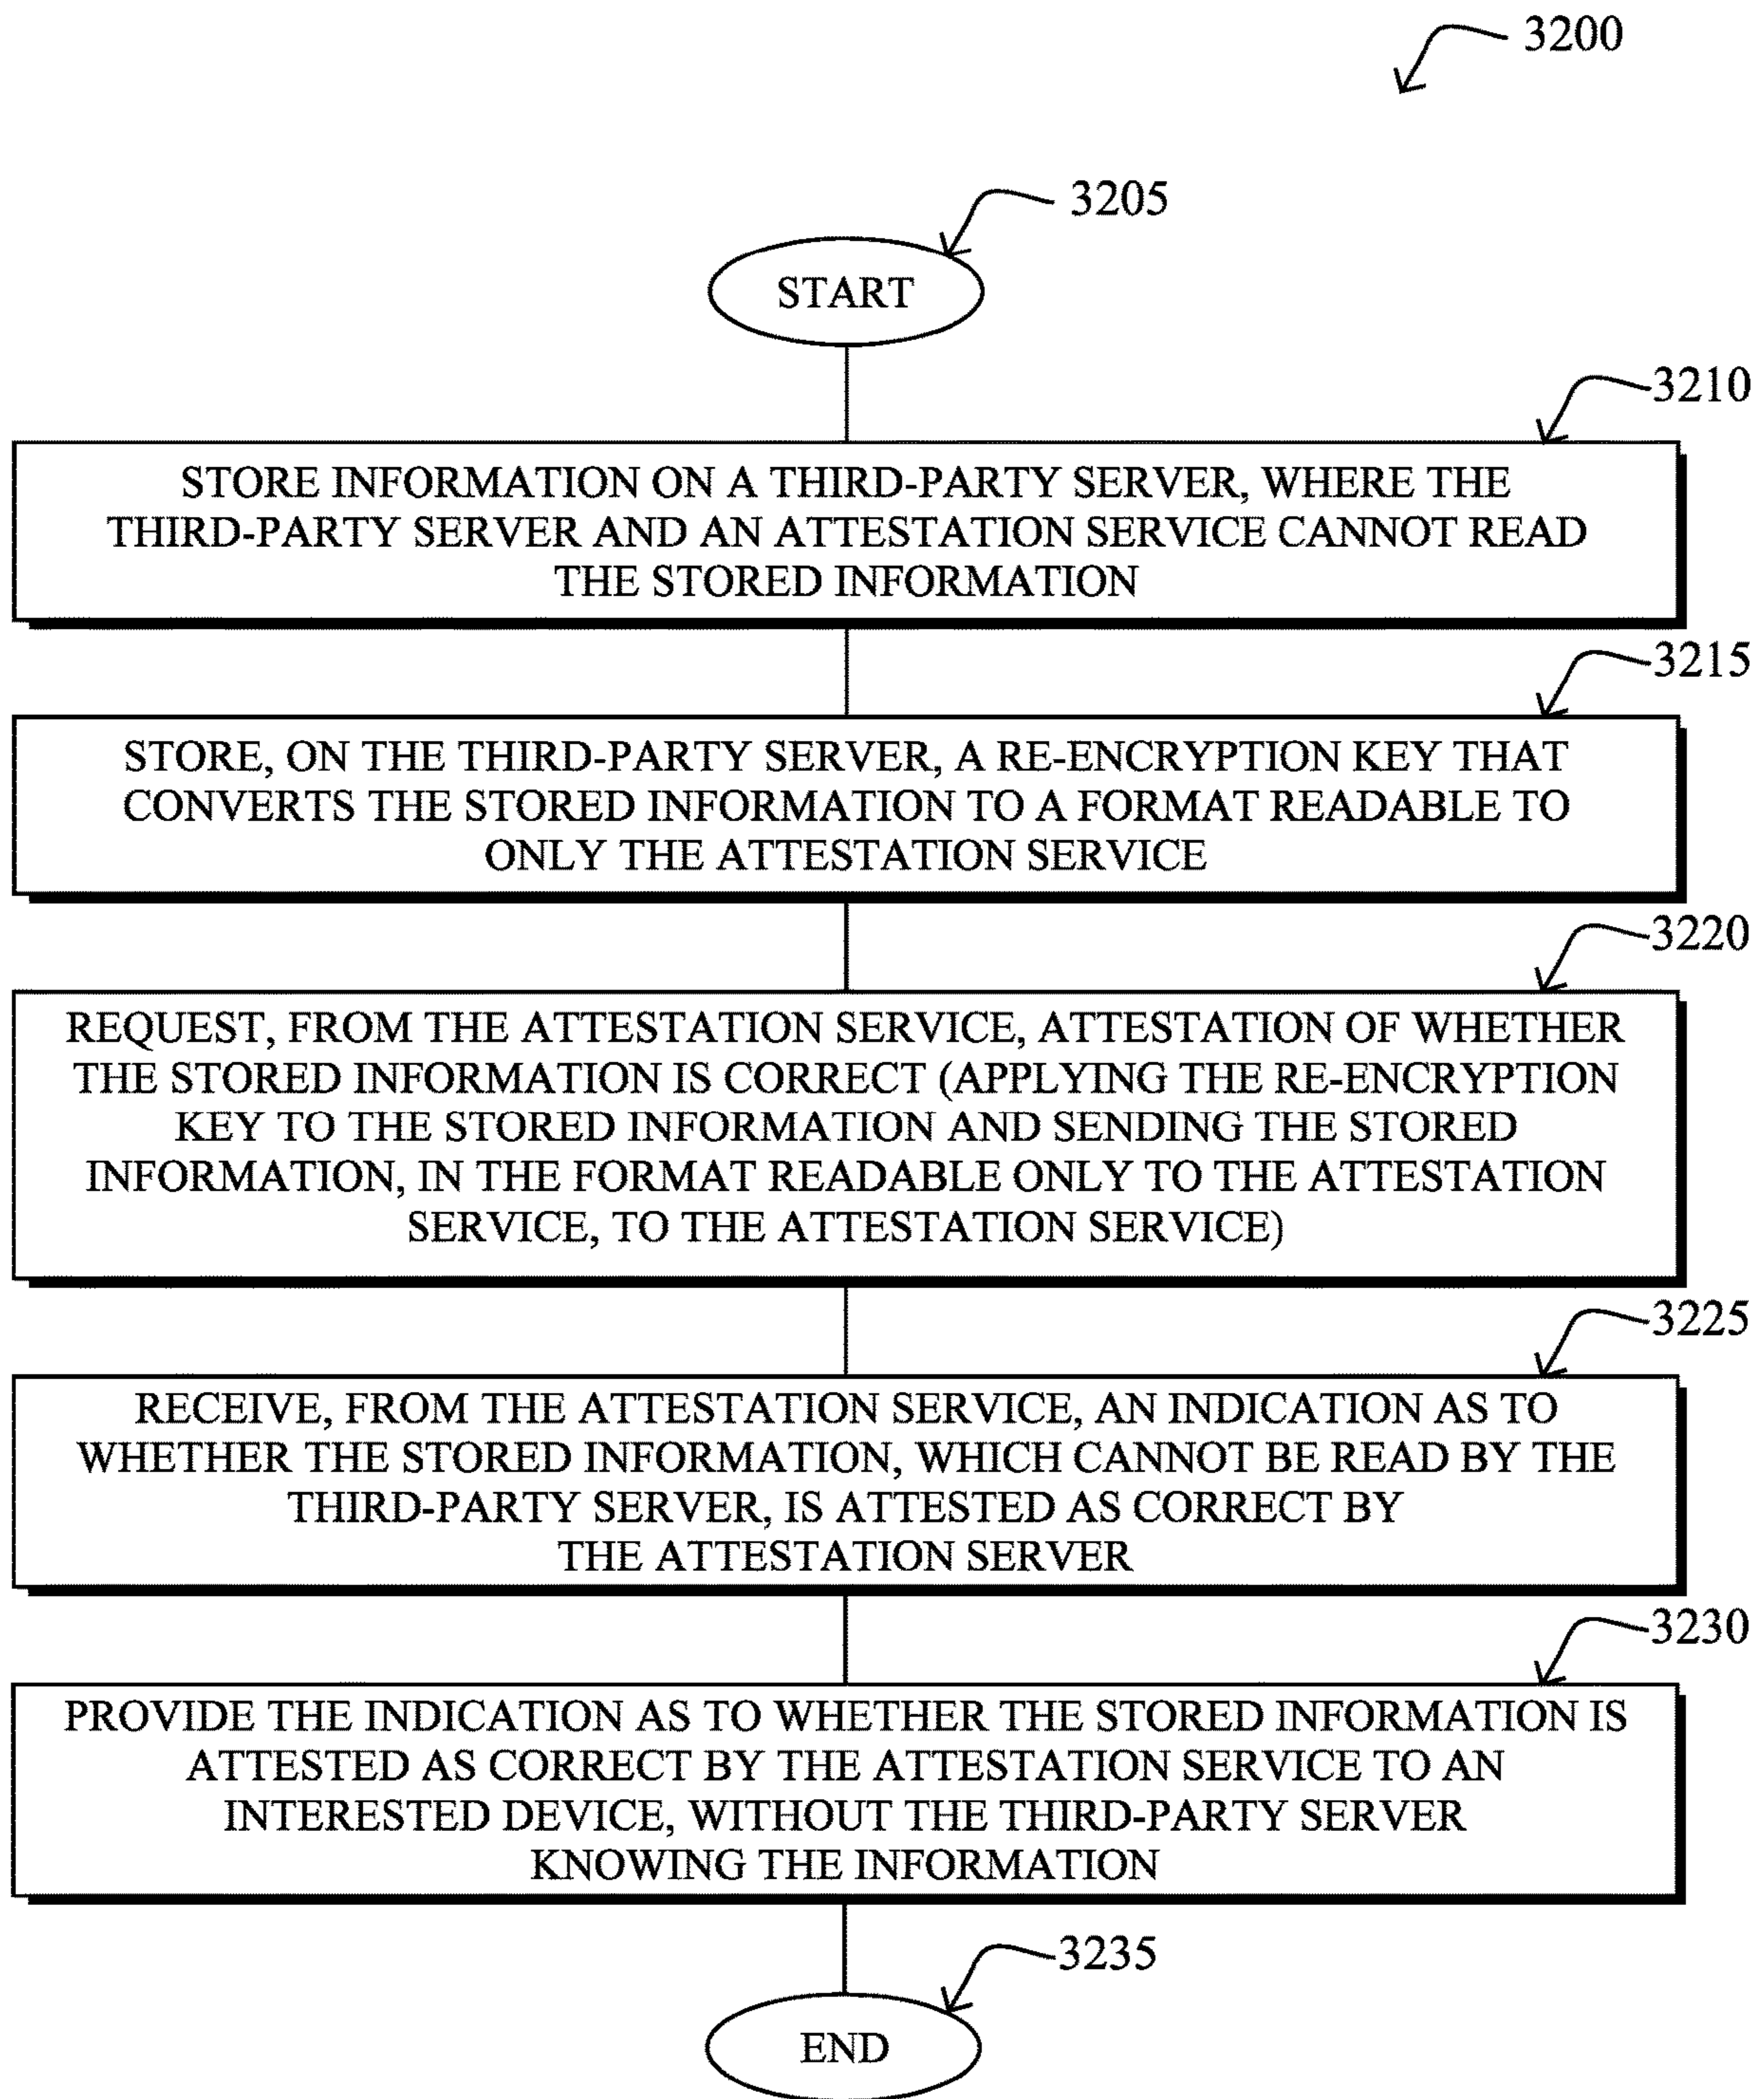 3200
3205
START
3210
STORE INFORMATION ON A THIRD-PARTY SERVER, WHERE THE
THIRD-PARTY SERVER AND AN ATTESTATION SERVICE CANNOT READ
THE STORED INFORMATION
3215
STORE, ON THE THIRD-PARTY SERVER, A RE-ENCRYPTION KEY THAT
CONVERTS THE STORED INFORMATION TO A FORMAT READABLE TO
ONLY THE ATTESTATION SERVICE
3220
REQUEST, FROM THE ATTESTATION SERVICE, ATTESTATION OF WHETHER
THE STORED INFORMATION IS CORRECT (APPLYING THE RE-ENCRYPTION
KEY TO THE STORED INFORMATION AND SENDING THE STORED
INFORMATION, IN THE FORMAT READABLE ONLY TO THE ATTESTATION
SERVICE, TO THE ATTESTATION SERVICE)
3225
RECEIVE, FROM THE ATTESTATION SERVICE, AN INDICATION AS TO
WHETHER THE STORED INFORMATION, WHICH CANNOT BE READ BY THE
THIRD-PARTY SERVER, IS ATTESTED AS CORRECT BY
THE ATTESTATION SERVER
3230
PROVIDE THE INDICATION AS TO WHETHER THE STORED INFORMATION IS
ATTESTED AS CORRECT BY THE ATTESTATION SERVICE TO AN
INTERESTED DEVICE, WITHOUT THE THIRD-PARTY SERVER
KNOWING THE INFORMATION
3235
END